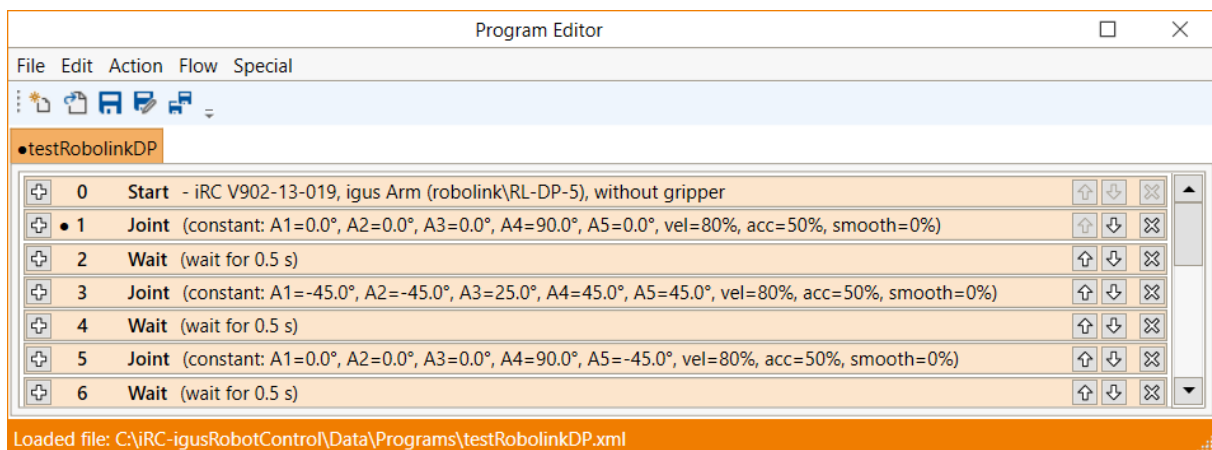 Program Editor
File Edit Action Flow Special
•testRobolinkDP
0 Start - iRC V902-13-019, igus Arm (robolink\RL-DP-5), without gripper
• 1 Joint (constant: A1=0.0°, A2=0.0°, A3=0.0°, A4=90.0°, A5=0.0°, vel=80%, acc=50%, smooth=0%)
2 Wait (wait for 0.5 s)
3 Joint (constant: A1=-45.0°, A2=-45.0°, A3=25.0°, A4=45.0°, A5=45.0°, vel=80%, acc=50%, smooth=0%)
4 Wait (wait for 0.5 s)
5 Joint (constant: A1=0.0°, A2=0.0°, A3=0.0°, A4=90.0°, A5=-45.0°, vel=80%, acc=50%, smooth=0%)
6 Wait (wait for 0.5 s)
Loaded file: C:\iRC-igusRobotControl\Data\Programs\testRobolinkDP.xml